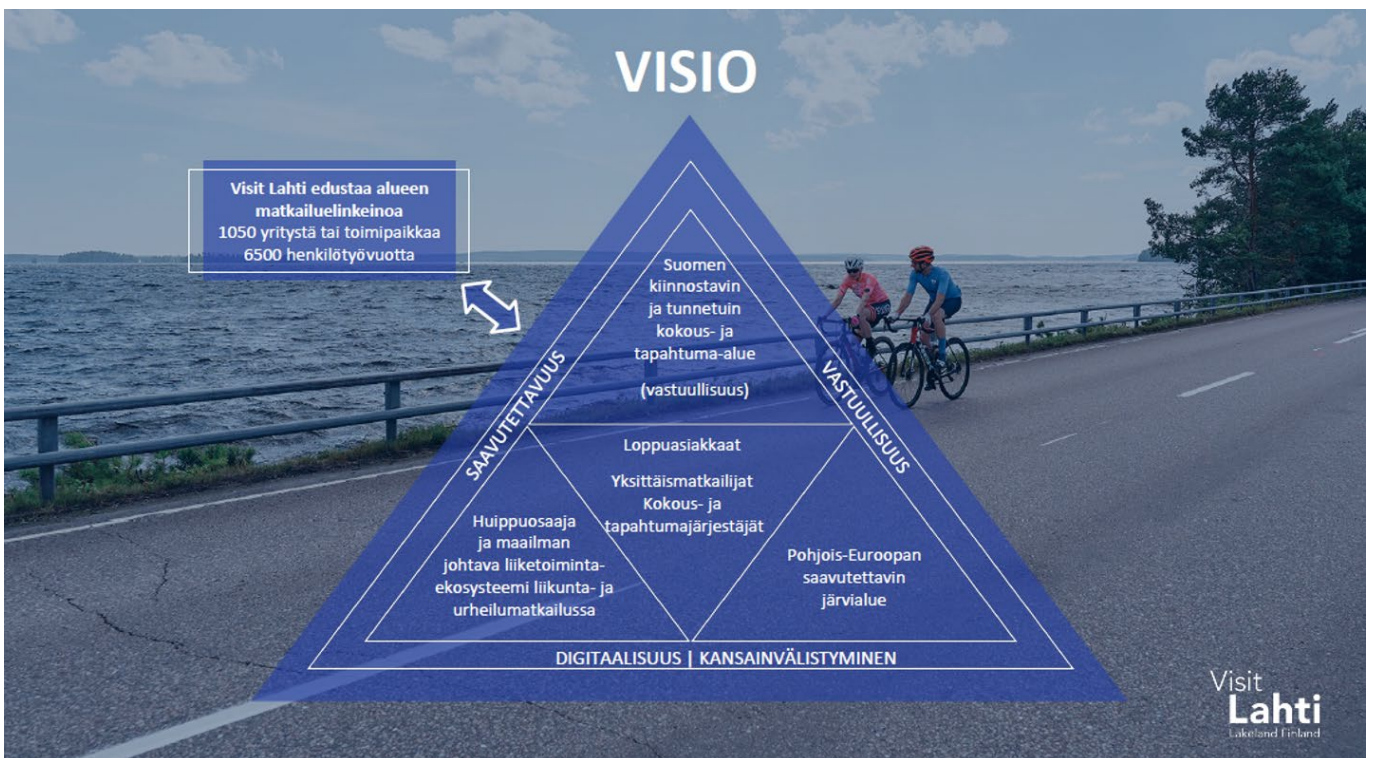 VISIO
Visit Lahti edustaa alueen
matkailuelinkeinoa
1050 yritystä tai toimipaikkaa
6500 henkilötyövuotta
Suomen
kiinnostavin
ja tunnetuin
kokous- ja
tapahtuma-alue
(vastuullisuus)
SAAVUTETTAVUUS
VASTUULLISUUS
Loppuasiakkaat
Yksittäismatkailijat
Kokous- ja
tapahtumajärjestäjät
Huippuosaaja
ja maailman
johtava liiketoiminta-
ekosysteemi liikunta- ja
urheilumatkailussa
Pohjois-Euroopan
saavutettavin
järvialue
DIGITAALISUUS | KANSAINVÄLISTYMINEN
Visit
Lahti
Lakeland Finland